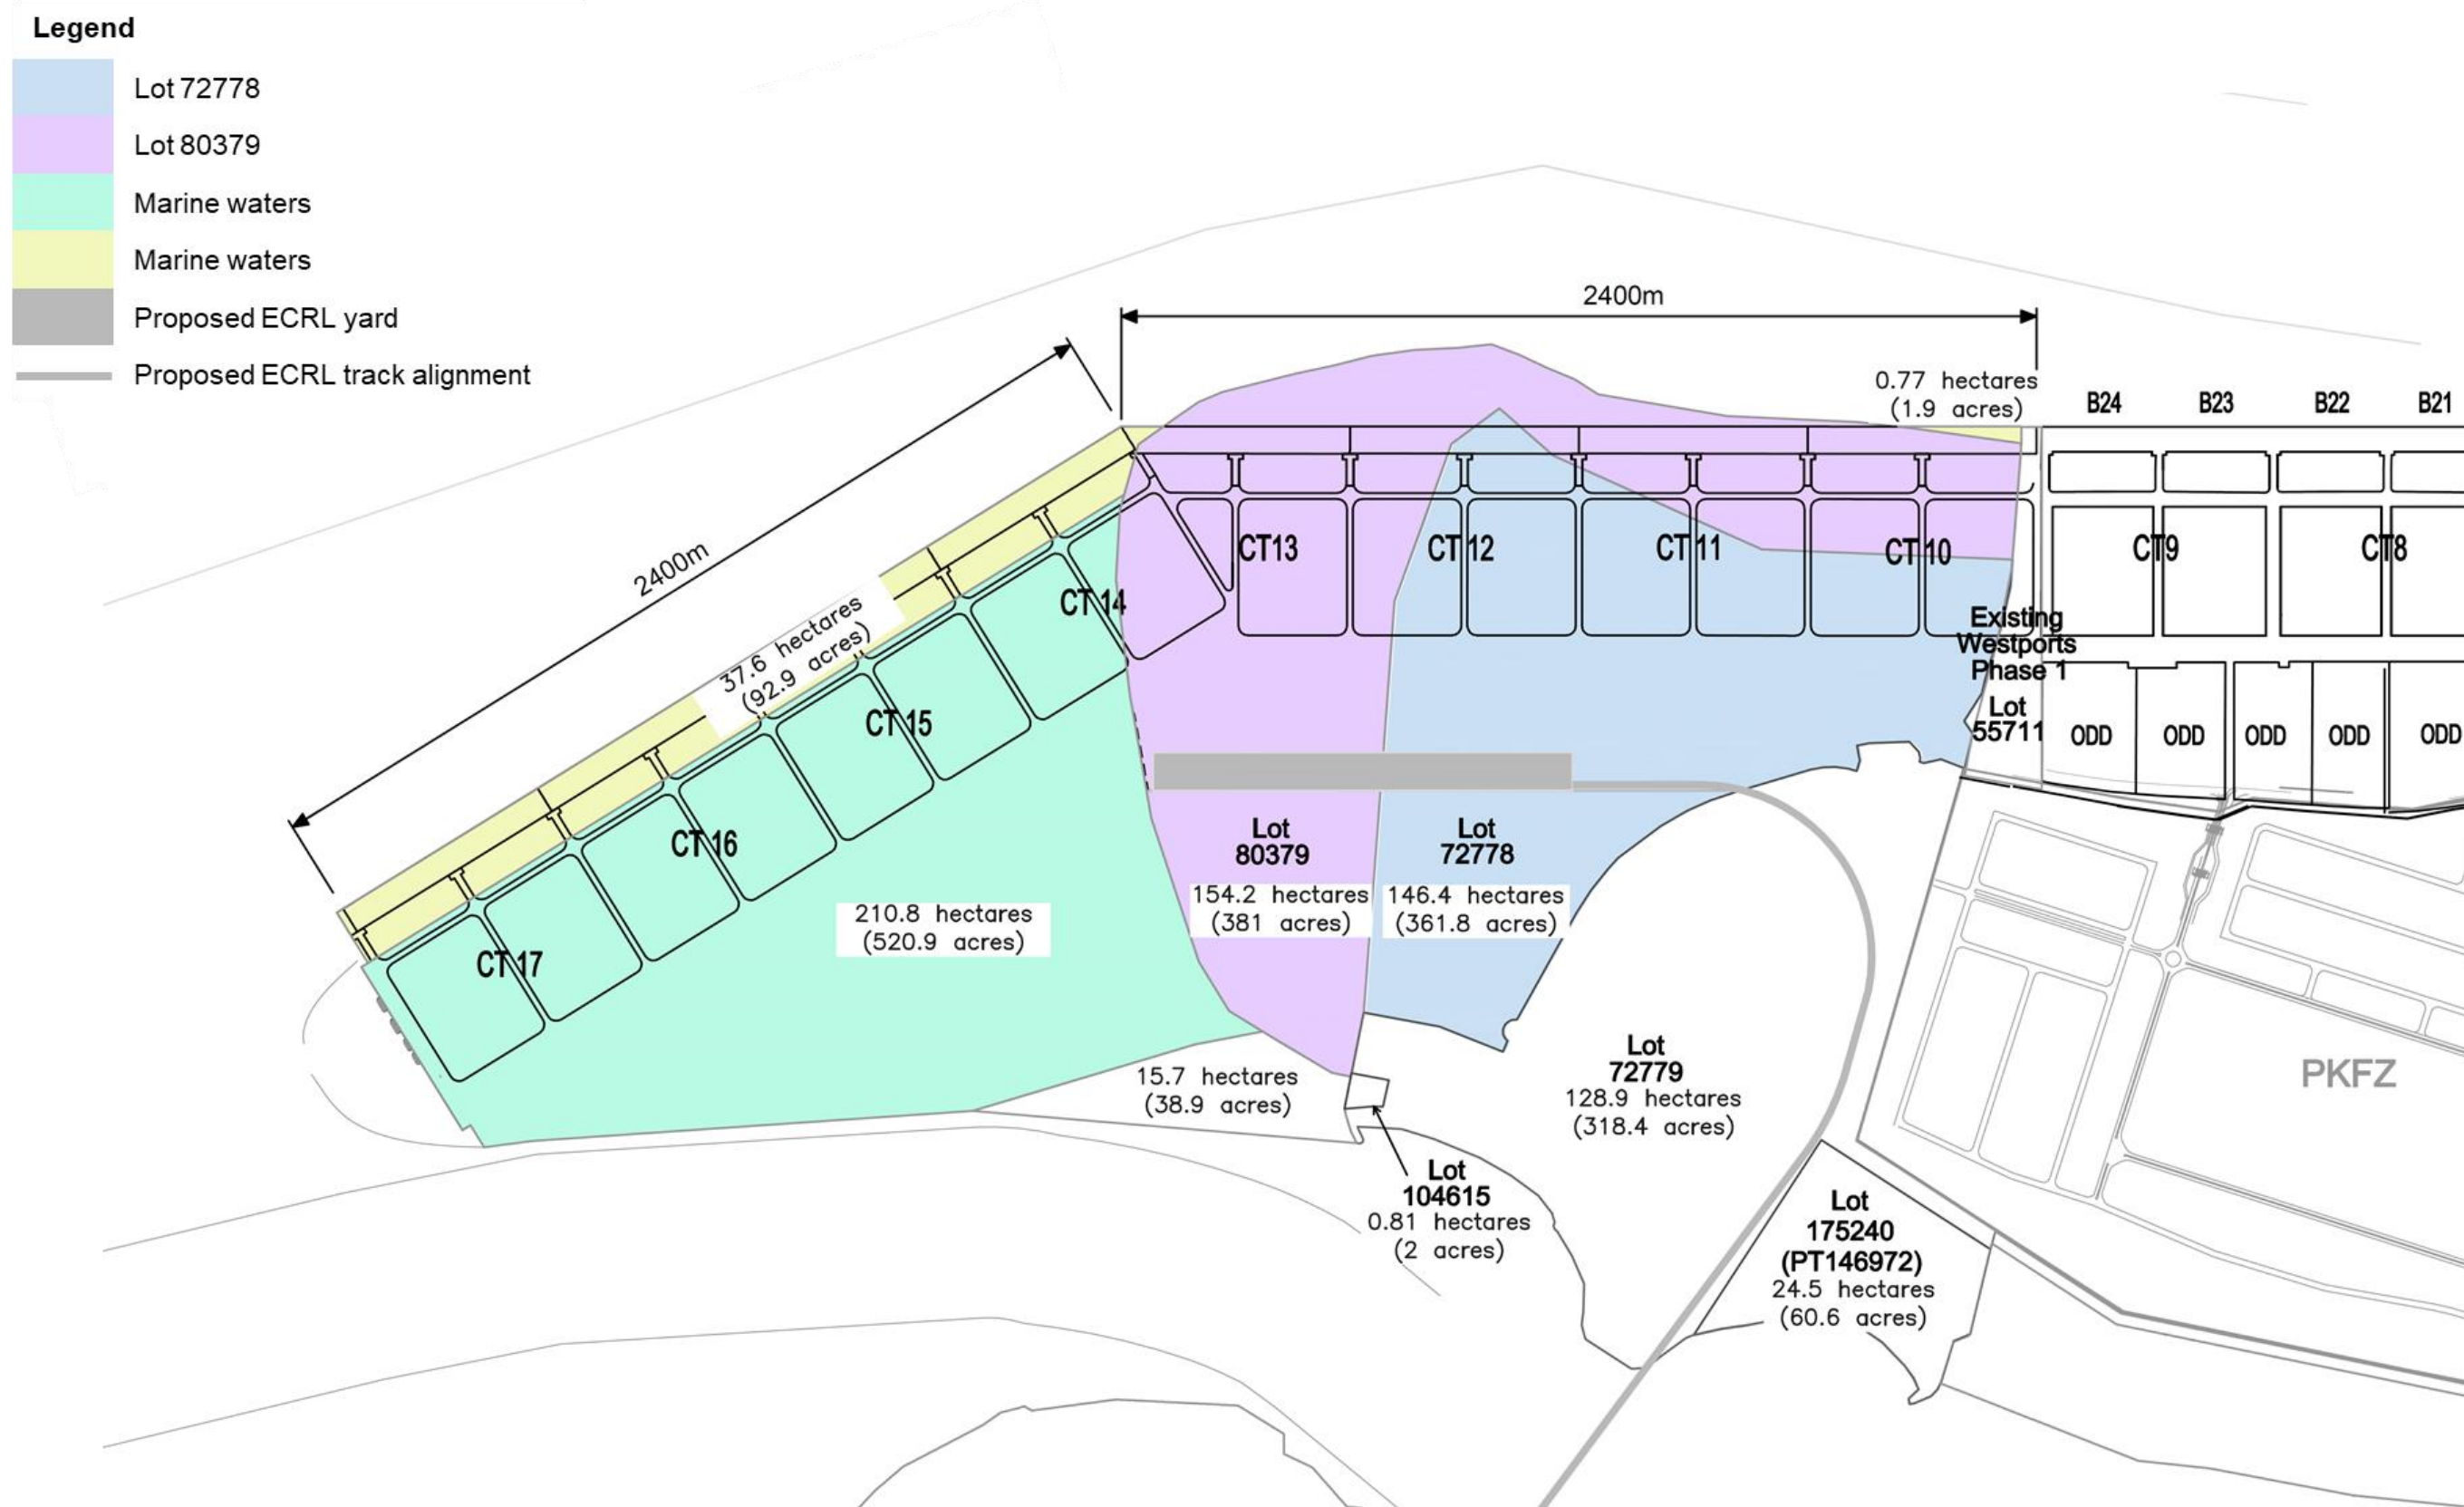 Legend
Lot 72778
Lot 80379
Marine waters
Marine waters
Proposed ECRL yard
Proposed ECRL track alignment
2400m
2400m
0.77 hectares
(1.9 acres)
B24
B23
B22
B21
37.6 hectares
(92.9 acres)
CT17
CT16
CT15
CT14
CT13
CT12
CT11
CT10
CT9
CT8
Existing
Westports
Phase 1
Lot
55711
ODD
ODD
ODD
ODD
ODD
Lot
80379
154.2 hectares
(381 acres)
Lot
72778
146.4 hectares
(361.8 acres)
210.8 hectares
(520.9 acres)
15.7 hectares
(38.9 acres)
Lot
72779
128.9 hectares
(318.4 acres)
PKFZ
Lot
104615
0.81 hectares
(2 acres)
Lot
175240
(PT146972)
24.5 hectares
(60.6 acres)